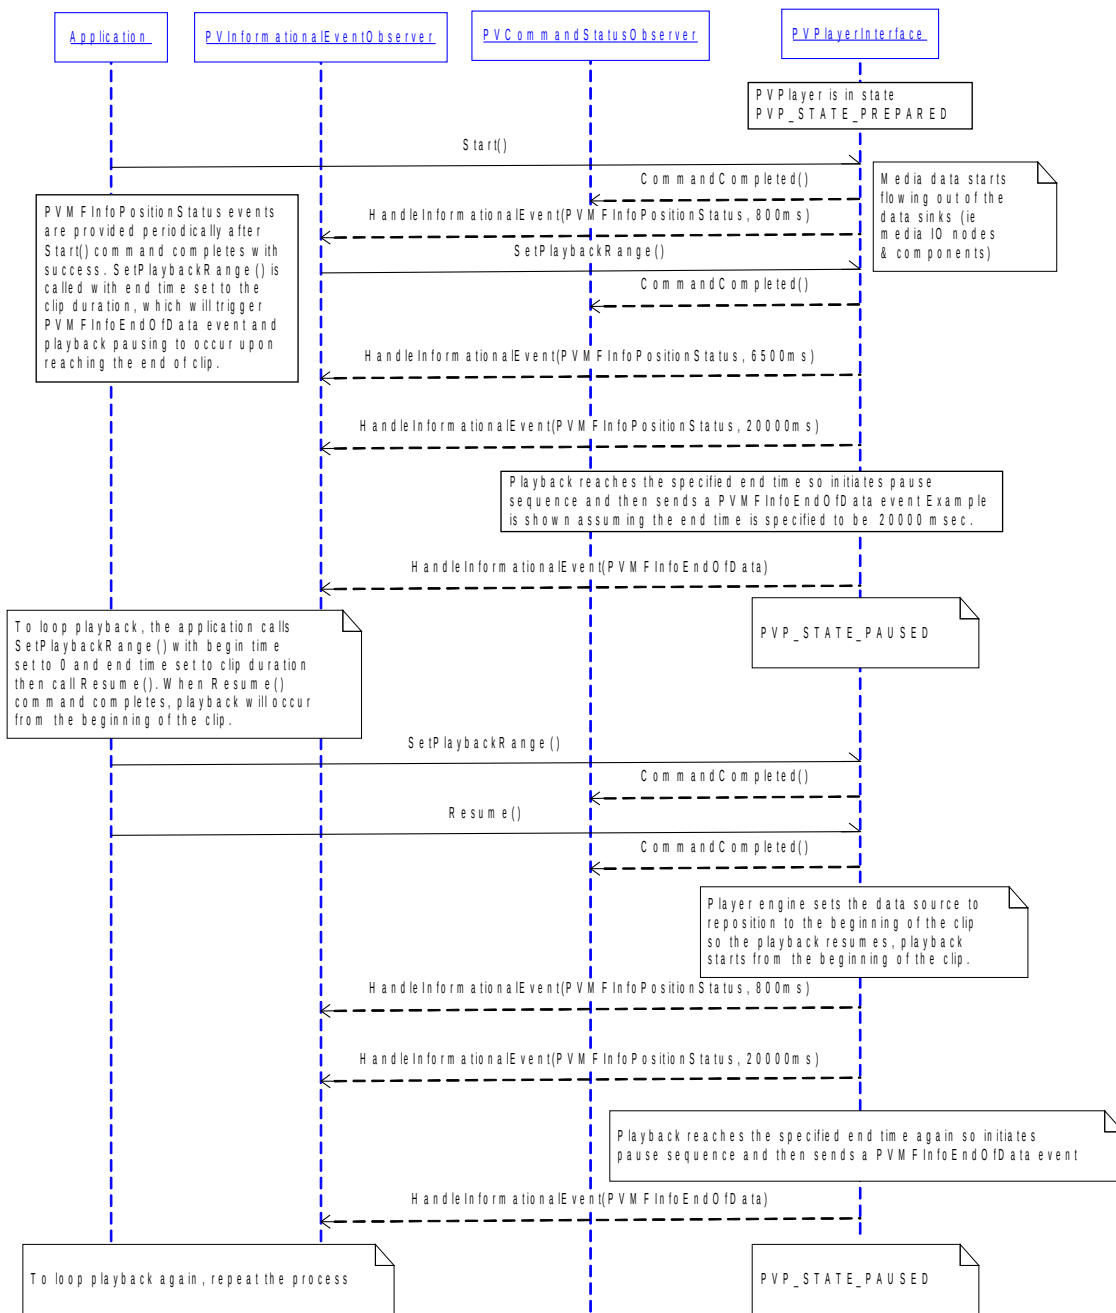 Application
PVInformationalEventObserver
PVCommandStatusObserver
PVPlayerInterface
PVPlayer is in state
PVP_STATE_PREPARED
Start()
CommandCompleted()
Media data starts
flowing out of the
data sinks (ie
media IO nodes
& components)
PVMFInfoPositionStatus events
are provided periodically after
Start() command completes with
success. SetPlaybackRange() is
called with end time set to the
clip duration, which will trigger
PVMFInfoEndOfData event and
playback pausing to occur upon
reaching the end of clip.
HandleInformationalEvent(PVMFInfoPositionStatus, 800ms)
SetPlaybackRange()
CommandCompleted()
HandleInformationalEvent(PVMFInfoPositionStatus, 6500ms)
HandleInformationalEvent(PVMFInfoPositionStatus, 20000ms)
Playback reaches the specified end time so initiates pause
sequence and then sends a PVMFInfoEndOfData event Example
is shown assuming the end time is specified to be 20000 msec.
HandleInformationalEvent(PVMFInfoEndOfData)
To loop playback, the application calls
SetPlaybackRange() with begin time
set to 0 and end time set to clip duration
then call Resume(). When Resume()
command completes, playback will occur
from the beginning of the clip.
PVP_STATE_PAUSED
SetPlaybackRange()
CommandCompleted()
Resume()
CommandCompleted()
Player engine sets the data source to
reposition to the beginning of the clip
so the playback resumes, playback
starts from the beginning of the clip.
HandleInformationalEvent(PVMFInfoPositionStatus, 800ms)
HandleInformationalEvent(PVMFInfoPositionStatus, 20000ms)
Playback reaches the specified end time again so initiates
pause sequence and then sends a PVMFInfoEndOfData event
HandleInformationalEvent(PVMFInfoEndOfData)
To loop playback again, repeat the process
PVP_STATE_PAUSED